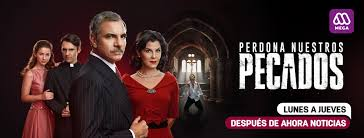 MEGA
PERDONA NUESTROS
PECADOS
LUNES A JUEVES
DESPUÉS DE AHORA NOTICIAS